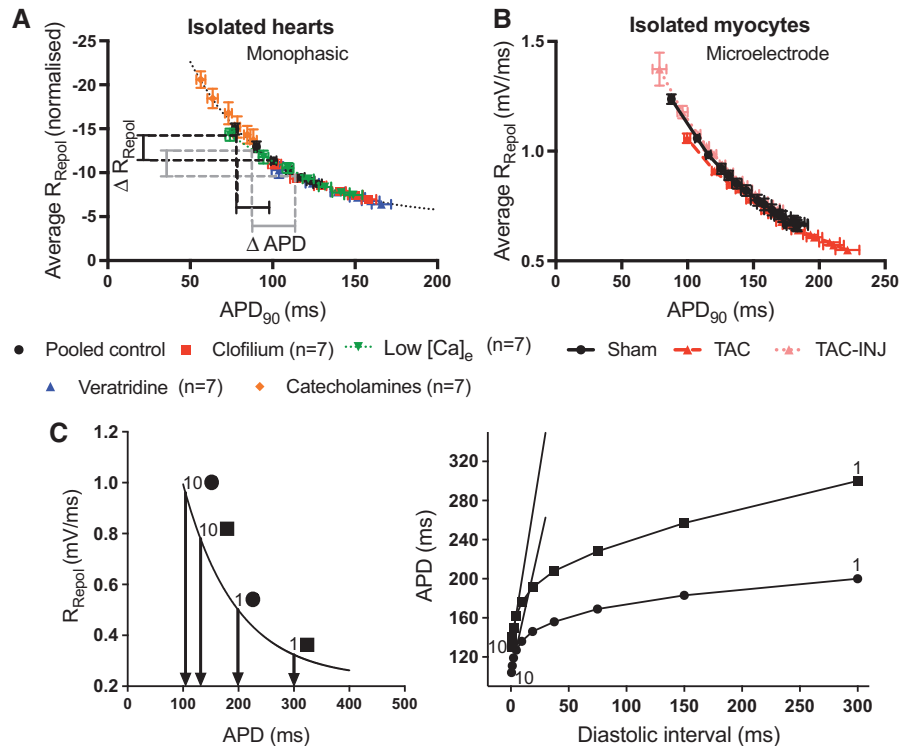 A Isolated hearts
Monophasic
Average R_Repol (normalised)
-25
-20
-15
-10
-5
0
Δ R_Repol
Δ APD
0 50 100 150 200
APD_90 (ms)
B Isolated myocytes
Microelectrode
Average R_Repol (mV/ms)
1.5
1.0
0.5
0 50 100 150 200 250
APD_90 (ms)
Pooled control Clofilium (n=7) Low [Ca]_e (n=7)
Veratridine (n=7) Catecholamines (n=7)
Sham TAC TAC-INJ
C
R_Repol (mV/ms)
1.2
1.0
0.8
0.6
0.4
0.2
10
10
1
1
0 100 200 300 400 500
APD (ms)
APD (ms)
320
280
240
200
160
120
1
1
10
10
0 50 100 150 200 250 300
Diastolic interval (ms)